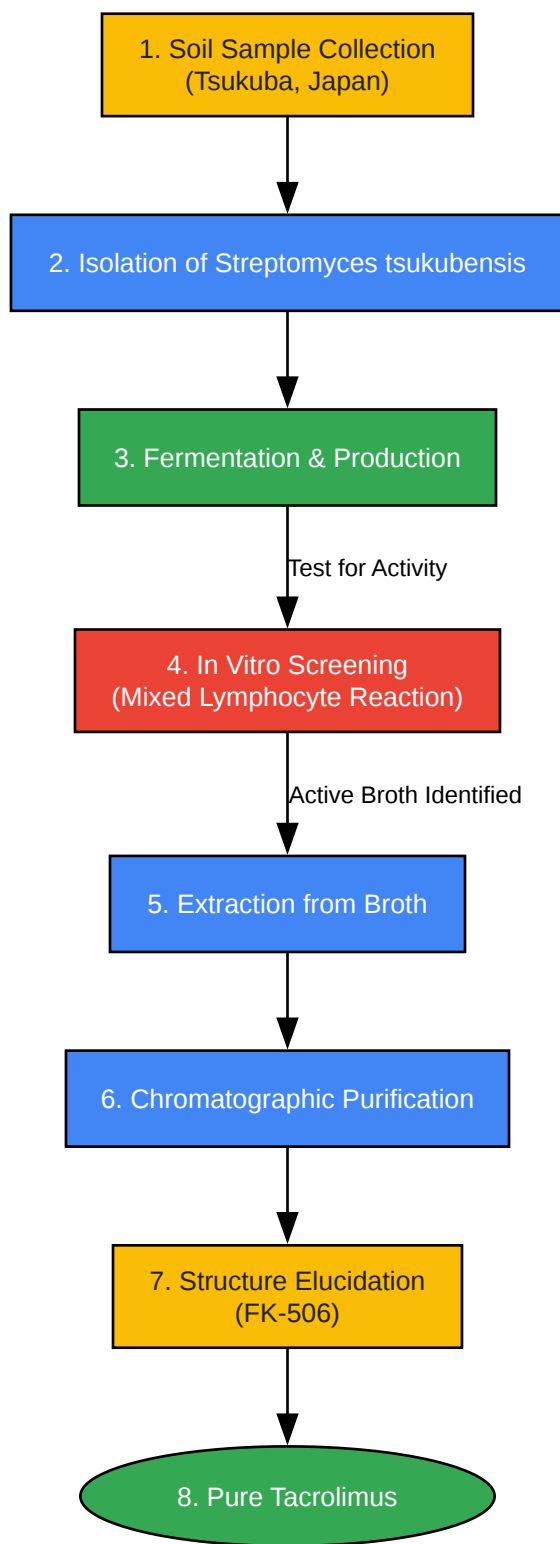 1. Soil Sample Collection
(Tsukuba, Japan)
2. Isolation of Streptomyces tsukubensis
3. Fermentation & Production
Test for Activity
4. In Vitro Screening
(Mixed Lymphocyte Reaction)
Active Broth Identified
5. Extraction from Broth
6. Chromatographic Purification
7. Structure Elucidation
(FK-506)
8. Pure Tacrolimus